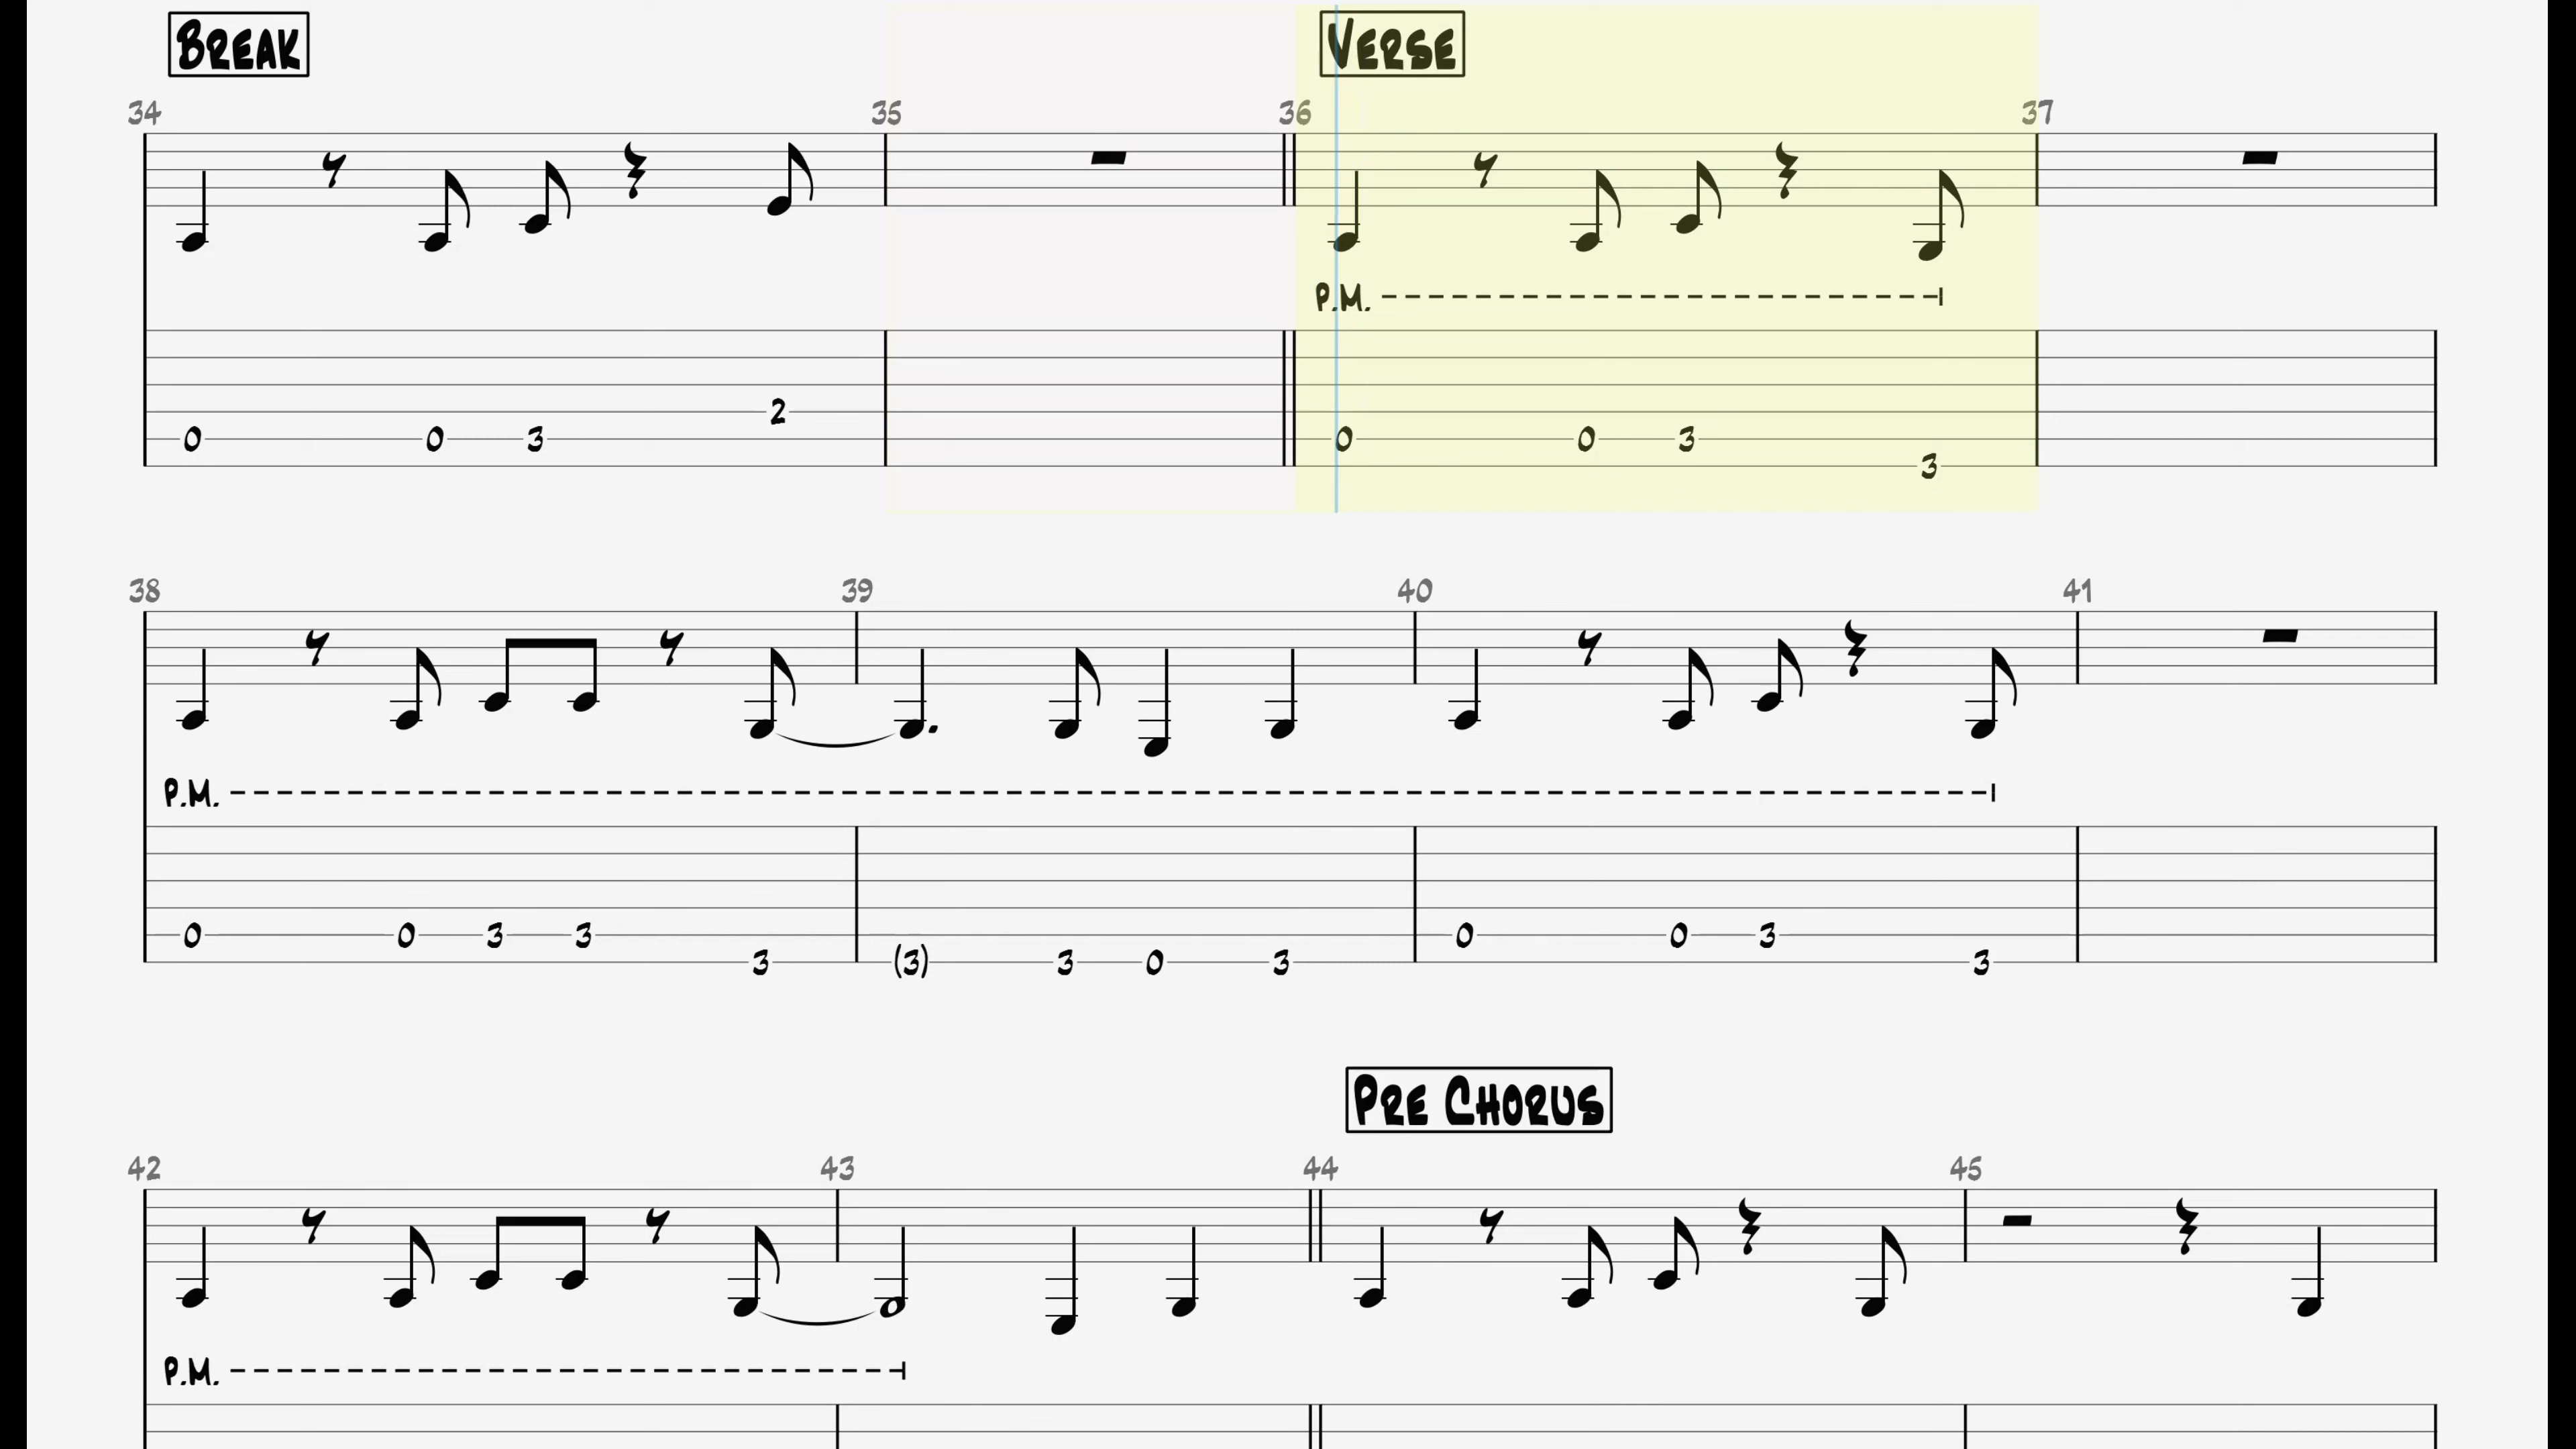 BREAK VERSE
34 35 36 37
P.M.
2
0 0 3 0 0 3
3
38 39 40 41
P.M.
0 0 3 3 0 0 3
3 (3) 3 0 3 3
PRE CHORUS
42 43 44 45
P.M.